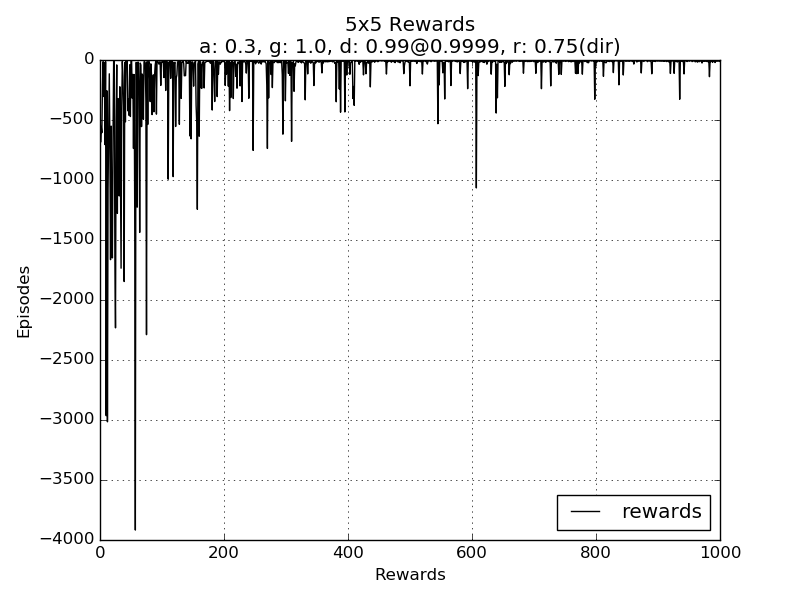 5x5 Rewards
a: 0.3, g: 1.0, d: 0.99@0.9999, r: 0.75(dir)
0
−500
−1000
−1500
−2000
−2500
−3000
−3500
−4000
Episodes
rewards
0 200 400 600 800 1000
Rewards